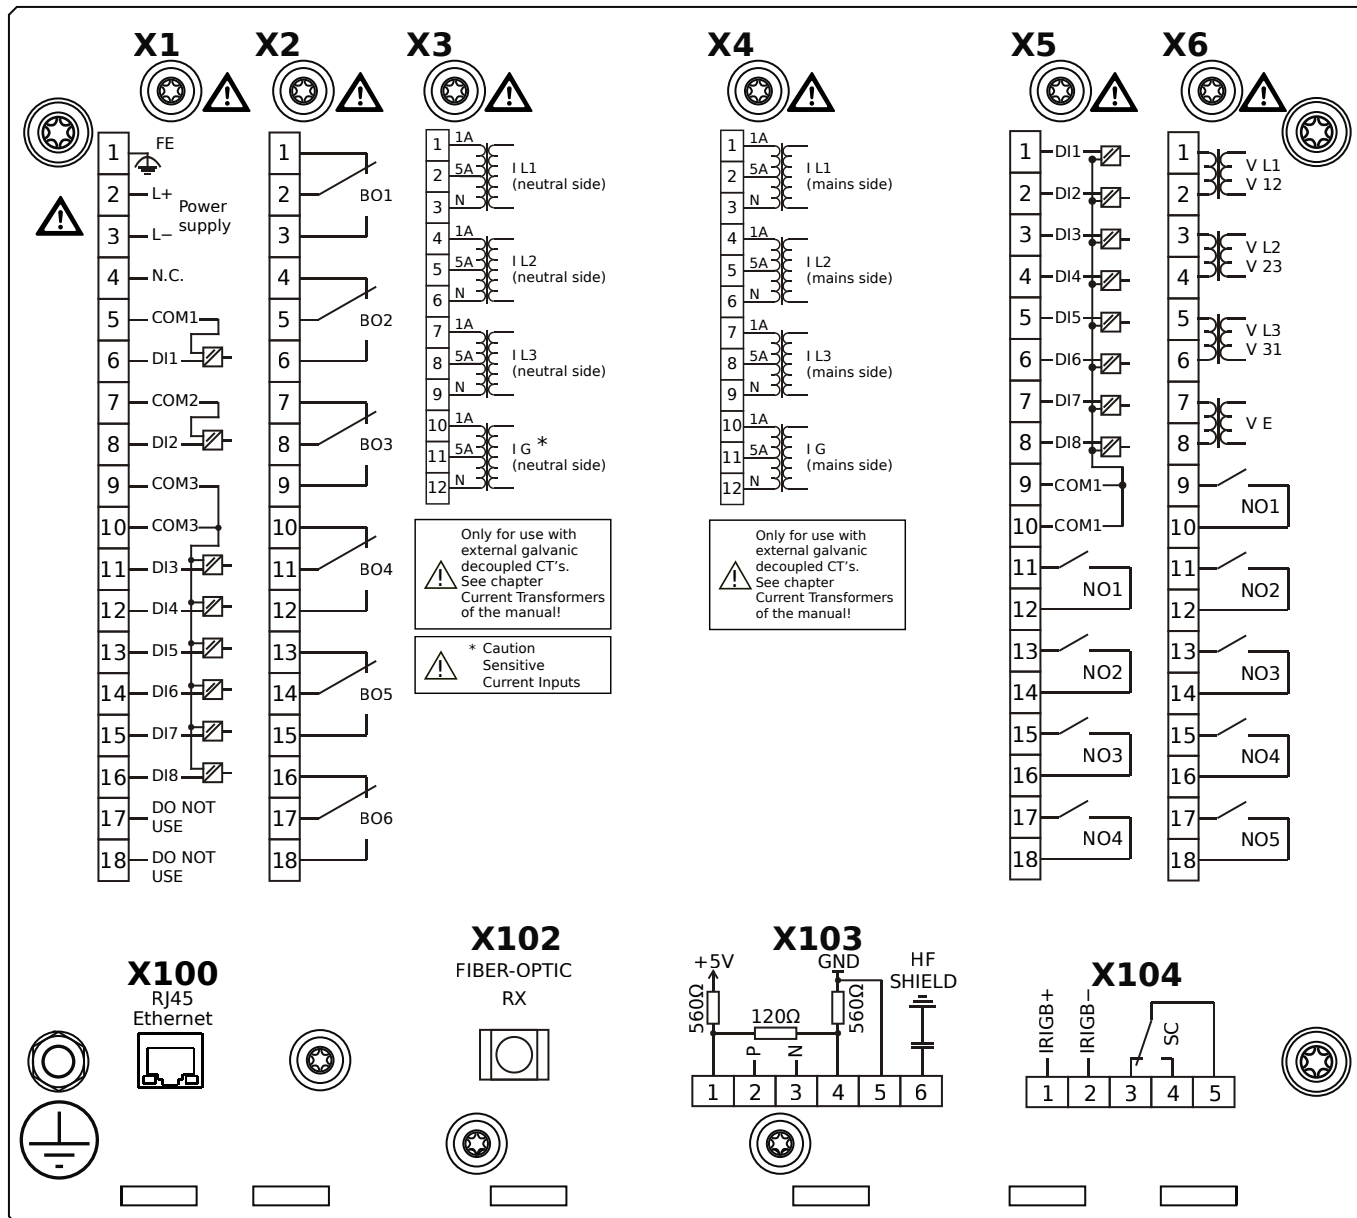 X1
X2
X3
X4
X5
X6
1
FE
2
L+
Power
supply
3
L−
4
N.C.
5
COM1
6
DI1
7
COM2
8
DI2
9
COM3
10
COM3
11
DI3
12
DI4
13
DI5
14
DI6
15
DI7
16
DI8
17
DO NOT
USE
18
DO NOT
USE
1
2
BO1
3
4
5
BO2
6
7
8
BO3
9
10
11
BO4
12
13
14
BO5
15
16
17
BO6
18
1
1A
2
5A
I L1
(neutral side)
3
N
4
1A
5
5A
I L2
(neutral side)
6
N
7
1A
8
5A
I L3
(neutral side)
9
N
10
1A
11
5A
I G *
(neutral side)
12
N
Only for use with
external galvanic
decoupled CT's.
See chapter
Current Transformers
of the manual!
* Caution
Sensitive
Current Inputs
1
1A
2
5A
I L1
(mains side)
3
N
4
1A
5
5A
I L2
(mains side)
6
N
7
1A
8
5A
I L3
(mains side)
9
N
10
1A
11
5A
I G
(mains side)
12
N
Only for use with
external galvanic
decoupled CT's.
See chapter
Current Transformers
of the manual!
1
DI1
2
DI2
3
DI3
4
DI4
5
DI5
6
DI6
7
DI7
8
DI8
9
COM1
10
COM1
11
NO1
12
13
NO2
14
15
NO3
16
17
NO4
18
1
V L1
V 12
2
3
V L2
V 23
4
5
V L3
V 31
6
7
V E
8
9
NO1
10
11
NO2
12
13
NO3
14
15
NO4
16
17
NO5
18
X100
RJ45
Ethernet
X102
FIBER-OPTIC
RX
X103
+5V
GND
HF
SHIELD
560Ω
120Ω
560Ω
P
N
1 2 3 4 5 6
X104
IRIGB+
IRIGB−
SC
1 2 3 4 5